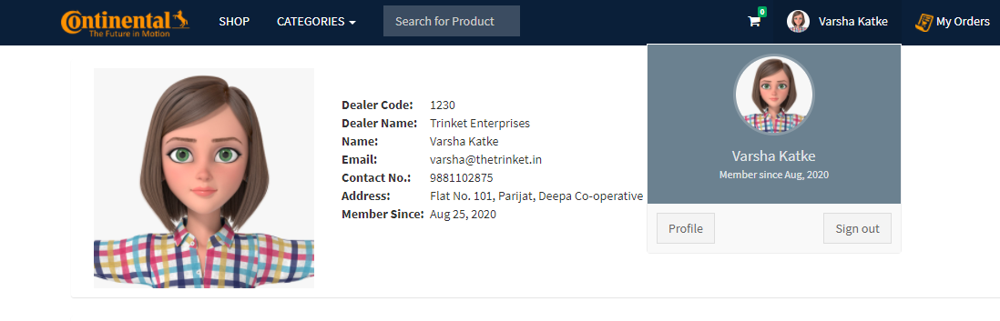 Continental
The Future in Motion
SHOP
CATEGORIES
Search for Product
0
Varsha Katke
My Orders
Dealer Code: 1230
Dealer Name: Trinket Enterprises
Name: Varsha Katke
Email: varsha@thetrinket.in
Contact No.: 9881102875
Address: Flat No. 101, Parijat, Deepa Co-operative
Member Since: Aug 25, 2020
Varsha Katke
Member since Aug, 2020
Profile
Sign out